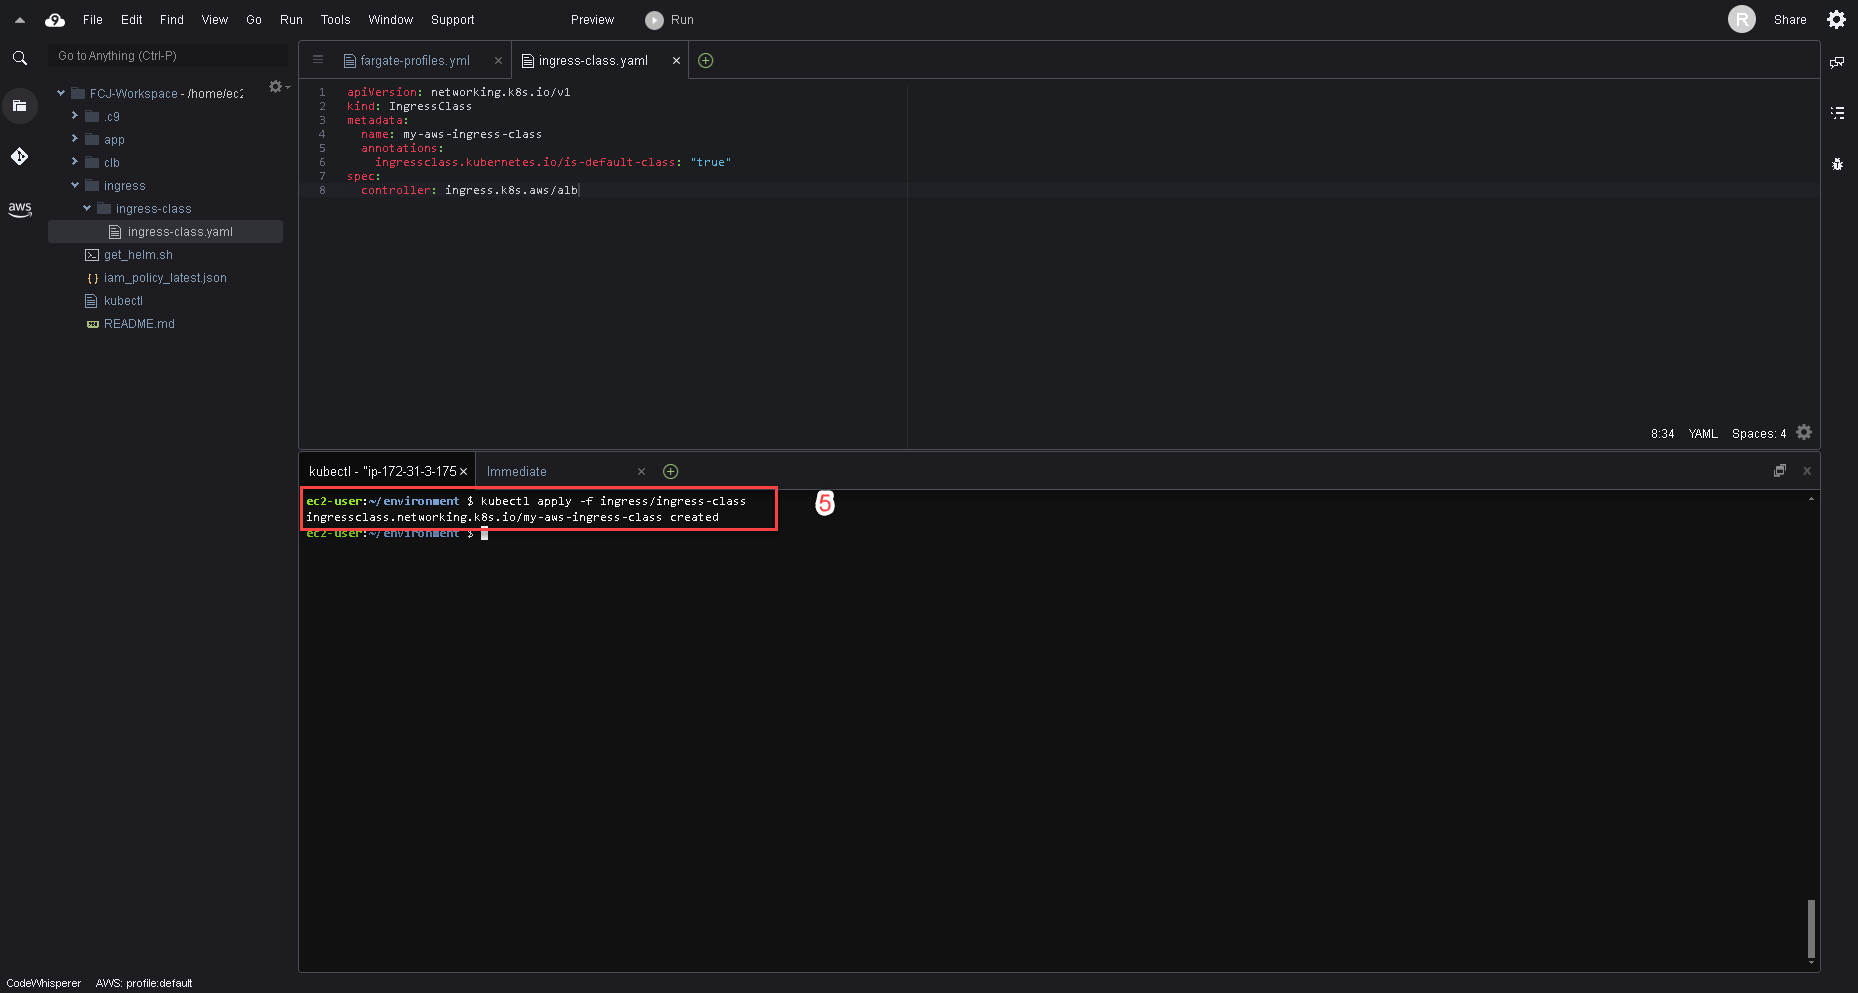 9 File Edit Find View Go Run Tools Window Support Preview Run R Share
Go to Anything (Ctrl-P)
FCJ-Workspace - /home/ec2
.c9
app
clb
ingress
ingress-class
ingress-class.yaml
get_helm.sh
iam_policy_latest.json
kubectl
README.md
aws
fargate-profiles.yml ingress-class.yaml
1 apiVersion: networking.k8s.io/v1
2 kind: IngressClass
3 metadata:
4 name: my-aws-ingress-class
5 annotations:
6 ingressclass.kubernetes.io/is-default-class: "true"
7 spec:
8 controller: ingress.k8s.aws/alb
8:34 YAML Spaces: 4
kubectl - "ip-172-31-3-175 Immediate
ec2-user:~/environment $ kubectl apply -f ingress/ingress-class
ingressclass.networking.k8s.io/my-aws-ingress-class created
ec2-user:~/environment $
5
CodeWhisperer AWS: profile:default